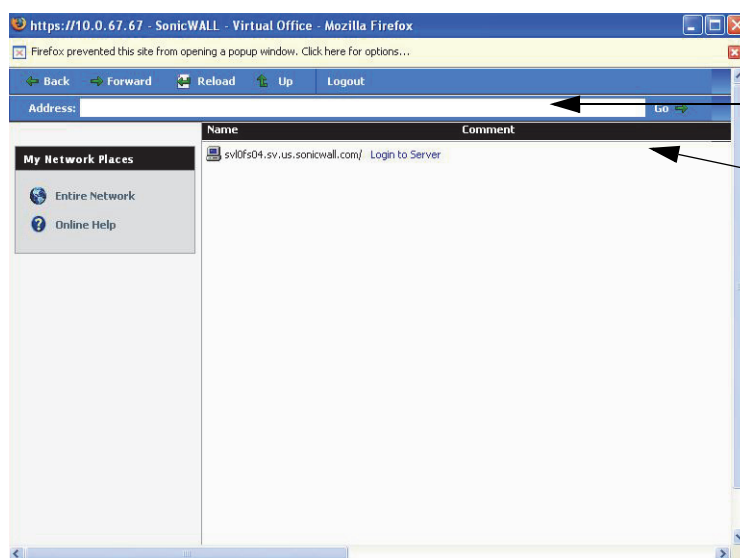 https://10.0.67.67 - SonicWALL - Virtual Office - Mozilla Firefox
Firefox prevented this site from opening a popup window. Click here for options...
Back Forward Reload Up Logout
Address: Go
Name Comment
My Network Places
svl0fs04.sv.us.sonicwall.com/ Login to Server
Entire Network
Online Help